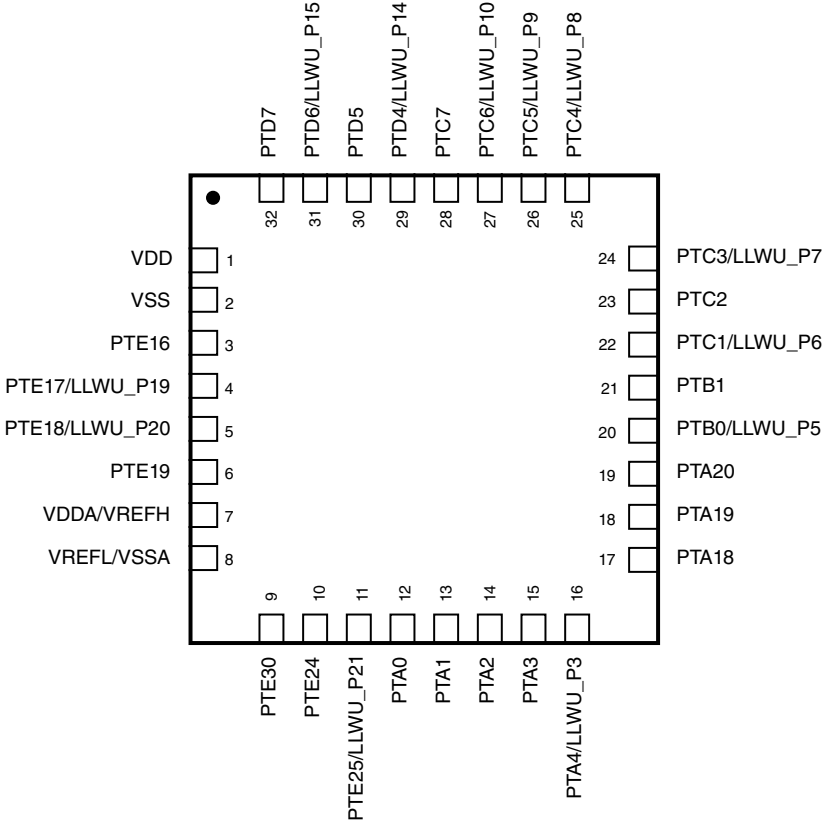 PTD7
PTD6/LLWU_P15
PTD5
PTD4/LLWU_P14
PTC7
PTC6/LLWU_P10
PTC5/LLWU_P9
PTC4/LLWU_P8
32
31
30
29
28
27
26
25
VDD 1
VSS 2
PTE16 3
PTE17/LLWU_P19 4
PTE18/LLWU_P20 5
PTE19 6
VDDA/VREFH 7
VREFL/VSSA 8
24 PTC3/LLWU_P7
23 PTC2
22 PTC1/LLWU_P6
21 PTB1
20 PTB0/LLWU_P5
19 PTA20
18 PTA19
17 PTA18
9
10
11
12
13
14
15
16
PTE30
PTE24
PTE25/LLWU_P21
PTA0
PTA1
PTA2
PTA3
PTA4/LLWU_P3